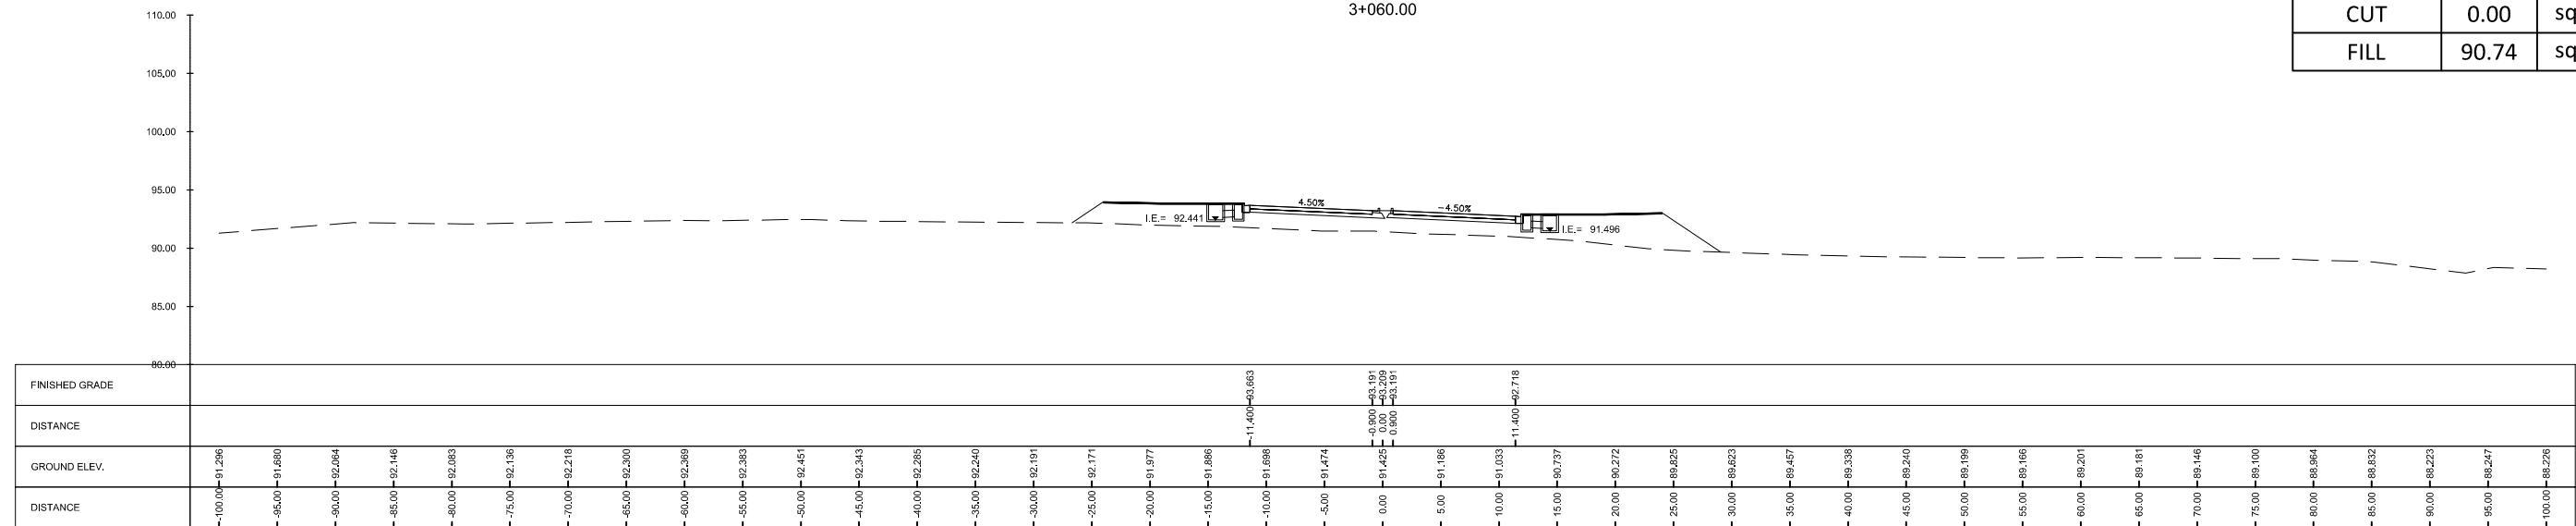 3+060.00
CUT 0.00 sq
FILL 90.74 sq
110.00
105.00
100.00
95.00
90.00
85.00
80.00
4.50%
-4.50%
I.E.= 92.441
I.E.= 91.496
FINISHED GRADE 93.663 93.191 93.209 93.191 92.718
DISTANCE -11.400 -0.900 0.00 0.900 11.400
GROUND ELEV. 91.296 91.680 92.064 92.146 92.083 92.136 92.218 92.300 92.369 92.383 92.451 92.343 92.285 92.240 92.191 92.171 91.977 91.886 91.698 91.474 91.425 91.186 91.033 90.737 90.272 89.825 89.623 89.457 89.338 89.240 89.199 89.166 89.201 89.181 89.146 89.100 88.964 88.832 88.223 88.247 88.226
DISTANCE -100.00 -95.00 -90.00 -85.00 -80.00 -75.00 -70.00 -65.00 -60.00 -55.00 -50.00 -45.00 -40.00 -35.00 -30.00 -25.00 -20.00 -15.00 -10.00 -5.00 0.00 5.00 10.00 15.00 20.00 25.00 30.00 35.00 40.00 45.00 50.00 55.00 60.00 65.00 70.00 75.00 80.00 85.00 90.00 95.00 100.00